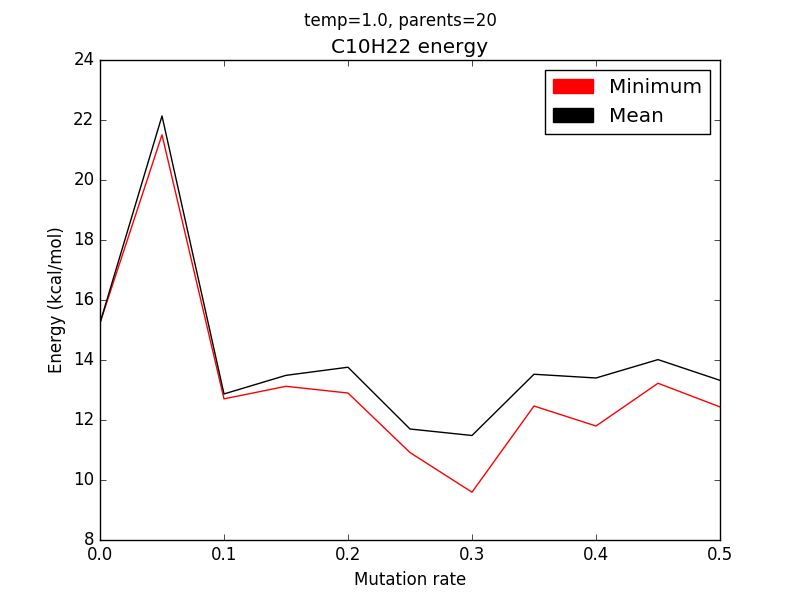 temp=1.0, parents=20
C10H22 energy
24
22
20
18
16
14
12
10
8
Energy (kcal/mol)
Minimum
Mean
0.0 0.1 0.2 0.3 0.4 0.5
Mutation rate